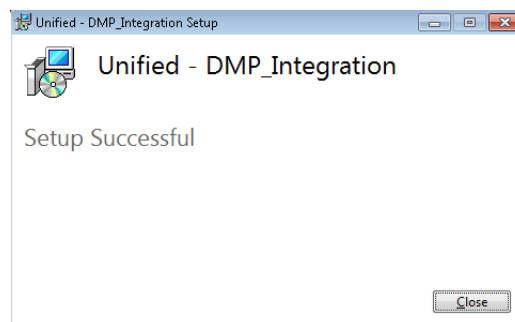 Unified - DMP_Integration Setup
Unified - DMP_Integration
Setup Successful
Close